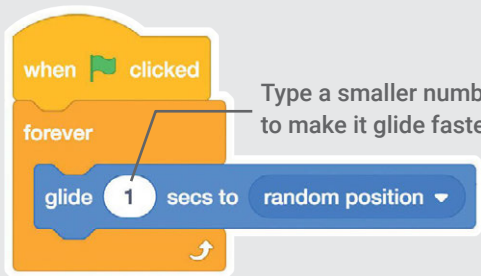 when clicked
Type a smaller numb
to make it glide faste
forever
glide 1 secs to random position